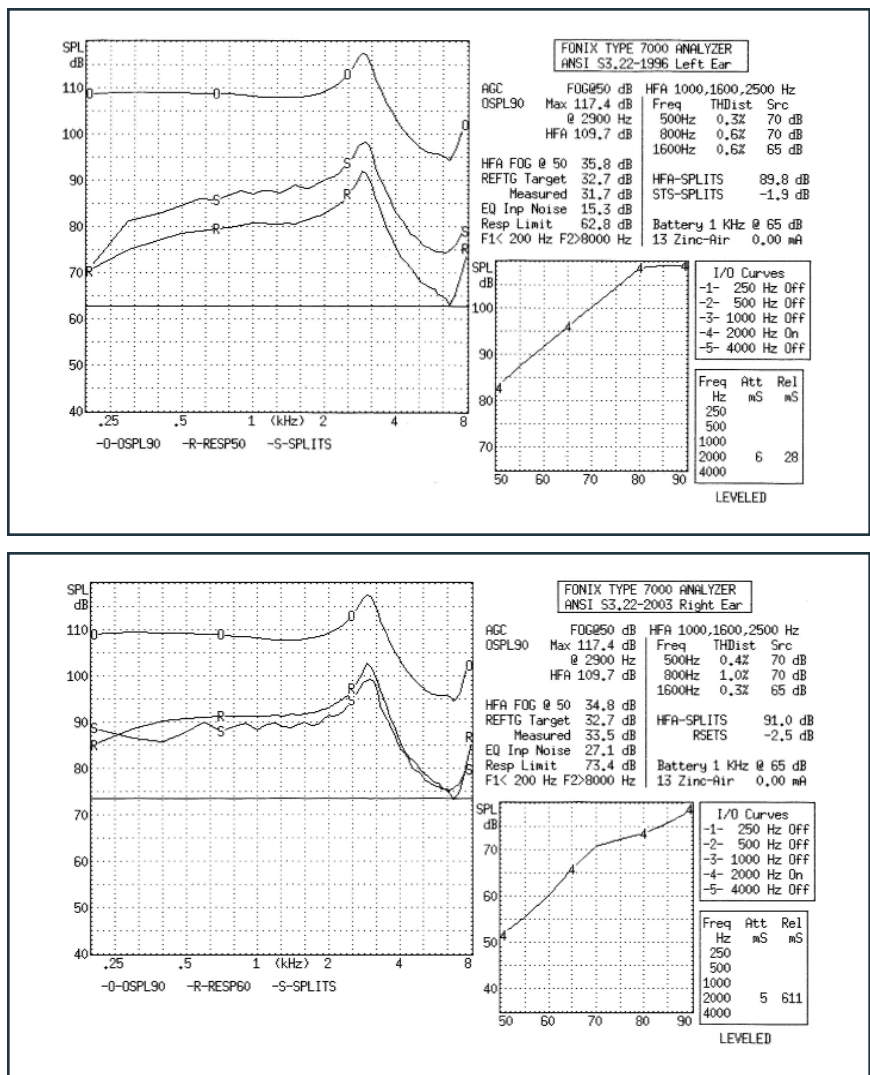 FONIX TYPE 7000 ANALYZER
ANSI S3.22-1996 Left Ear
SPL
dB
110
100
90
80
70
60
50
40
.25 .5 1 (kHz) 2 4 8
-O-OSPL90 -R-RESP50 -S-SPLITS
AGC FOG@50 dB
OSPL90 Max 117.4 dB
@ 2900 Hz
HFA 109.7 dB
HFA FOG @ 50 35.8 dB
REFTG Target 32.7 dB
Measured 31.7 dB
EQ Inp Noise 15.3 dB
Resp Limit 62.8 dB
F1< 200 Hz F2>8000 Hz
HFA 1000,1600,2500 Hz
Freq THDist Src
500Hz 0.3% 70 dB
800Hz 0.6% 70 dB
1600Hz 0.6% 65 dB
HFA-SPLITS 89.8 dB
STS-SPLITS -1.9 dB
Battery 1 KHz @ 65 dB
13 Zinc-Air 0.00 mA
SPL
dB
100
90
80
70
50 60 70 80 90
I/O Curves
-1- 250 Hz Off
-2- 500 Hz Off
-3- 1000 Hz Off
-4- 2000 Hz On
-5- 4000 Hz Off
Freq Att Rel
Hz mS mS
250
500
1000
2000 6 28
4000
LEVELED
FONIX TYPE 7000 ANALYZER
ANSI S3.22-2003 Right Ear
SPL
dB
110
100
90
80
70
60
50
40
.25 .5 1 (kHz) 2 4 8
-O-OSPL90 -R-RESP60 -S-SPLITS
AGC FOG@50 dB
OSPL90 Max 117.4 dB
@ 2900 Hz
HFA 109.7 dB
HFA FOG @ 50 34.8 dB
REFTG Target 32.7 dB
Measured 33.5 dB
EQ Inp Noise 27.1 dB
Resp Limit 73.4 dB
F1< 200 Hz F2>8000 Hz
HFA 1000,1600,2500 Hz
Freq THDist Src
500Hz 0.4% 70 dB
800Hz 1.0% 70 dB
1600Hz 0.3% 65 dB
HFA-SPLITS 91.0 dB
RSETS -2.5 dB
Battery 1 KHz @ 65 dB
13 Zinc-Air 0.00 mA
SPL
dB
70
60
50
40
50 60 70 80 90
I/O Curves
-1- 250 Hz Off
-2- 500 Hz Off
-3- 1000 Hz Off
-4- 2000 Hz On
-5- 4000 Hz Off
Freq Att Rel
Hz mS mS
250
500
1000
2000 5 611
4000
LEVELED